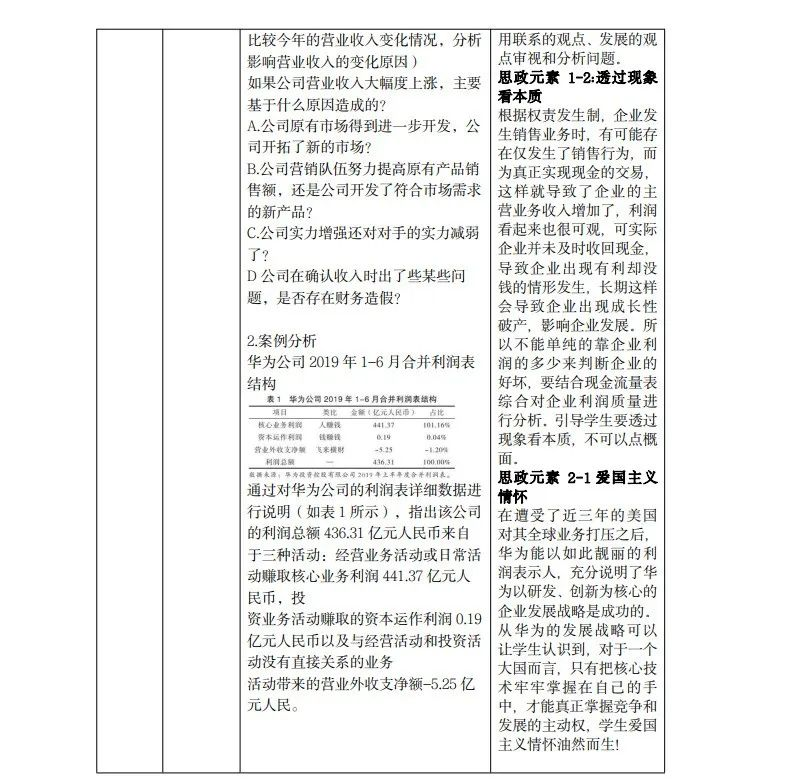 比较今年的营业收入变化情况，分析
影响营业收入的变化原因）
如果公司营业收入大幅度上涨，主要
基于什么原因造成的？
A.公司原有市场得到进一步开发，公
司开拓了新的市场？
B.公司营销队伍努力提高原有产品销
售额，还是公司开发了符合市场需求
的新产品？
C.公司实力增强还对对手的实力减弱
了？
D 公司在确认收入时出了些某些问
题，是否存在财务造假？
2.案例分析
华为公司 2019 年 1-6 月合并利润表
结构
表 1 华为公司 2019 年 1-6 月合并利润表结构
项目 类比 金额（亿元人民币） 占比
核心业务利润 人赚钱 441.37 101.16%
资本运作利润 钱赚钱 0.19 0.04%
营业外收支净额 飞来横财 -5.25 -1.20%
利润总额 — 436.31 100.00%
数据来源：华为投资控股有限公司 2019 年上半年度合并利润表。
通过对华为公司的利润表详细数据进
行说明（如表 1 所示），指出该公司
的利润总额 436.31 亿元人民币来自
于三种活动：经营业务活动或日常活
动赚取核心业务利润 441.37 亿元人
民币，投
资业务活动赚取的资本运作利润 0.19
亿元人民币以及与经营活动和投资活
动没有直接关系的业务
活动带来的营业外收支净额-5.25 亿
元人民。
用联系的观点、发展的观
点审视和分析问题。
思政元素 1-2:透过现象
看本质
根据权责发生制，企业发
生销售业务时，有可能存
在仅发生了销售行为，而
为真正实现现金的交易，
这样就导致了企业的主
营业务收入增加了，利润
看起来也很可观，可实际
企业并未及时收回现金，
导致企业出现有利却没
钱的情形发生，长期这样
会导致企业出现成长性
破产，影响企业发展。所
以不能单纯的靠企业利
润的多少来判断企业的
好坏，要结合现金流量表
综合对企业利润质量进
行分析。引导学生要透过
现象看本质，不可以点概
面。
思政元素 2-1 爱国主义
情怀
在遭受了近三年的美国
对其全球业务打压之后，
华为能以如此靓丽的利
润表示人，充分说明了华
为以研发、创新为核心的
企业发展战略是成功的。
从华为的发展战略可以
让学生认识到，对于一个
大国而言，只有把核心技
术牢牢掌握在自己的手
中，才能真正掌握竞争和
发展的主动权，学生爱国
主义情怀油然而生！